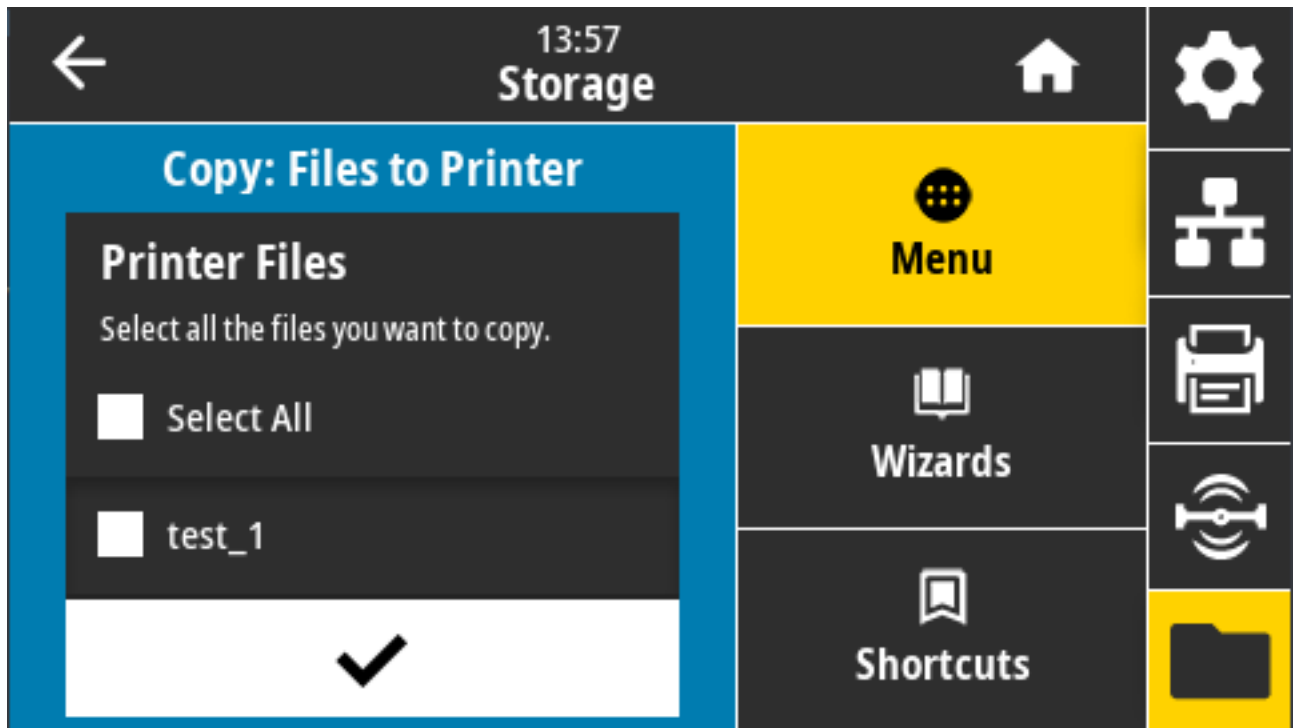 13:57
Storage
Copy: Files to Printer
Printer Files
Select all the files you want to copy.
Select All
test_1
Menu
Wizards
Shortcuts